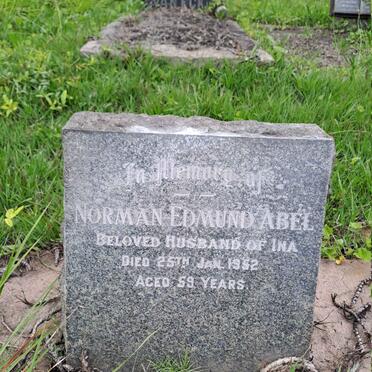 In Memory of
NORMAN EDMUND ABEL
BELOVED HUSBAND OF INA
DIED 25TH JAN. 1952
AGED 59 YEARS